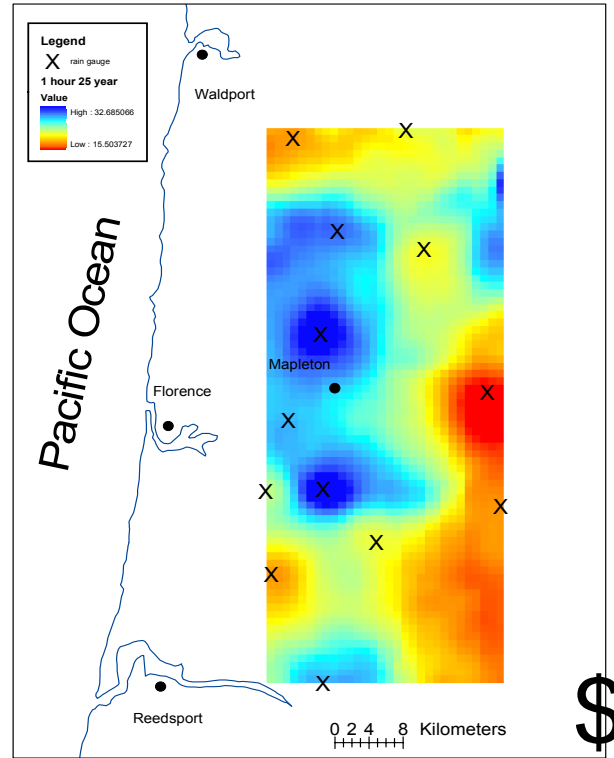 Legend
X rain gauge
1 hour 25 year
Value
High : 32.685066
Low : 15.503727
Waldport
X X
X X
Pacific Ocean
X
Mapleton
Florence
X
X
X X X
X
X
X
Reedsport
X
0 2 4 8 Kilometers
$